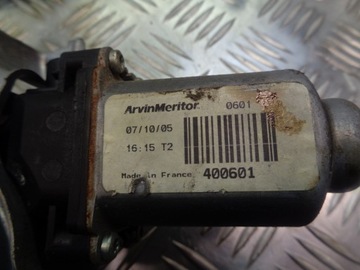 ArvinMeritor 0601
07/10/05
16:15 T2
Made in France 400601